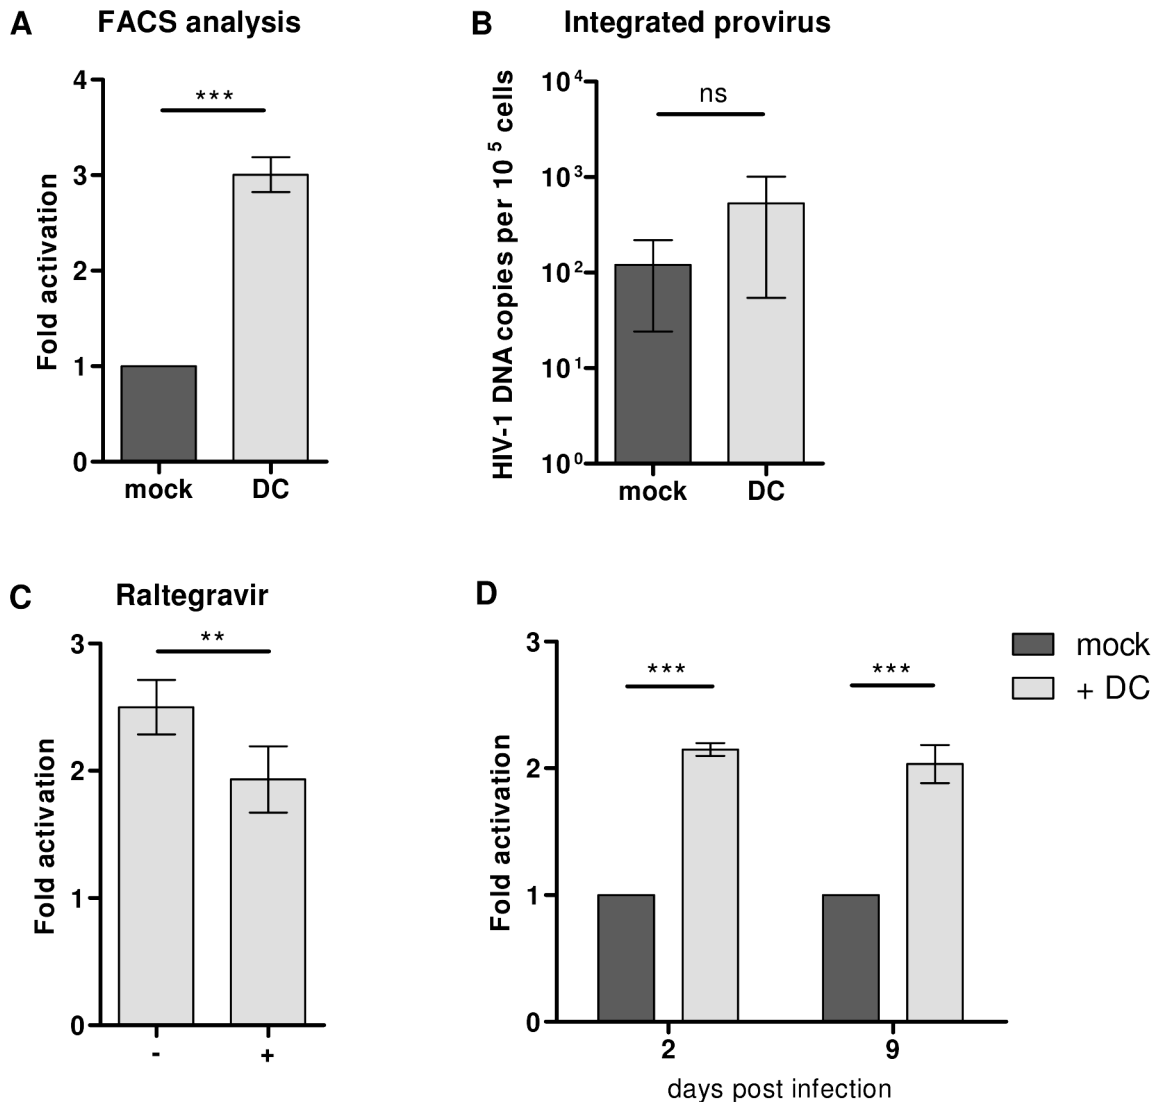 A FACS analysis
Fold activation
4
***
3
2
1
0
mock DC
B Integrated provirus
HIV-1 DNA copies per 10⁵ cells
10⁴
ns
10³
10²
10¹
10⁰
mock DC
C Raltegravir
Fold activation
3
**
2
1
0
- +
D
Fold activation
3
*** ***
2
1
0
2 9
days post infection
mock
+ DC